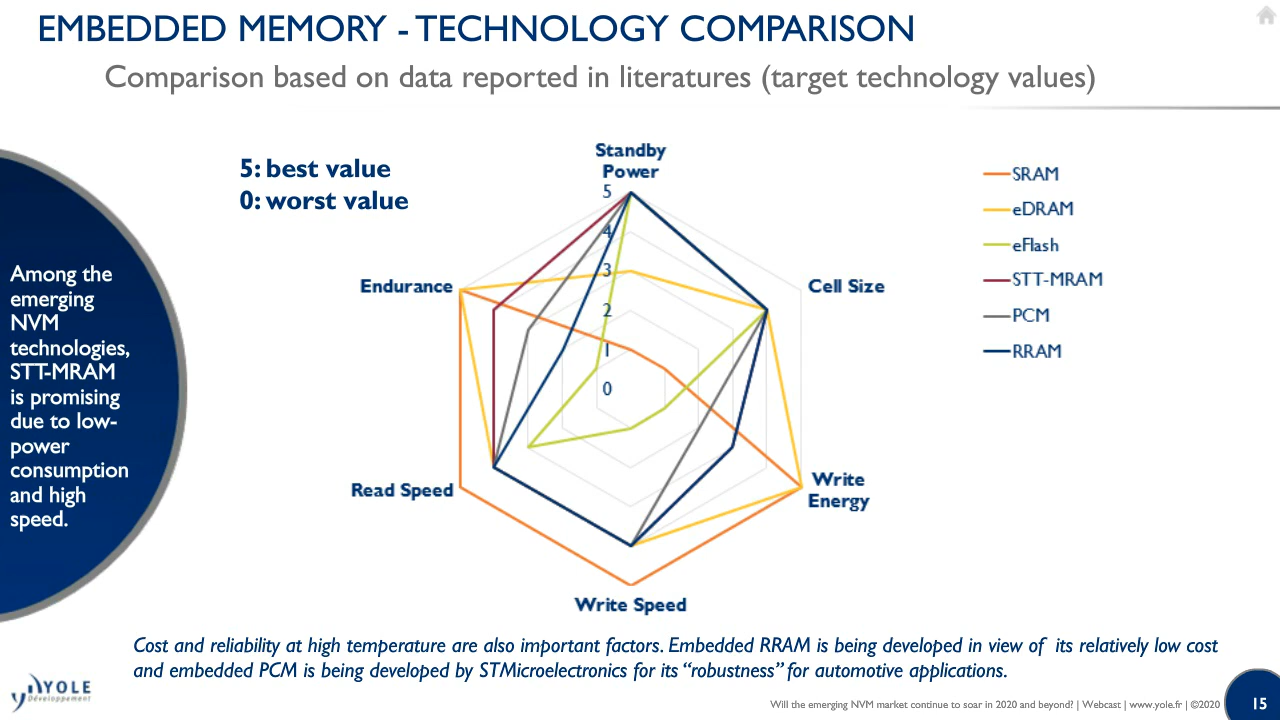 EMBEDDED MEMORY - TECHNOLOGY COMPARISON
Comparison based on data reported in literatures (target technology values)
5: best value
0: worst value
Among the
emerging
NVM
technologies,
STT-MRAM
is promising
due to low-
power
consumption
and high
speed.
Standby
Power
5
4
3
2
1
0
Endurance
Cell Size
Read Speed
Write
Energy
Write Speed
SRAM
eDRAM
eFlash
STT-MRAM
PCM
RRAM
Cost and reliability at high temperature are also important factors. Embedded RRAM is being developed in view of its relatively low cost
and embedded PCM is being developed by STMicroelectronics for its “robustness” for automotive applications.
YOLE
Développement
Will the emerging NVM market continue to soar in 2020 and beyond? | Webcast | www.yole.fr | ©2020
15